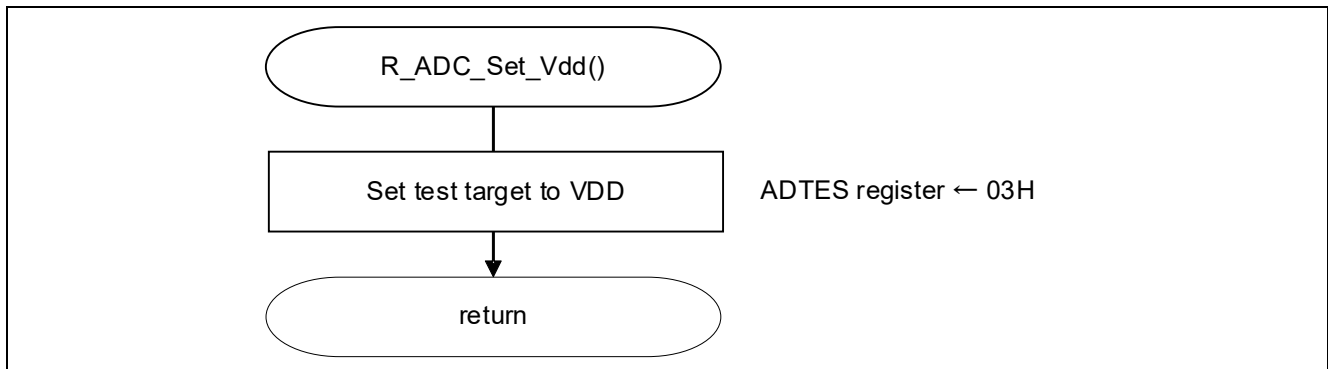 R_ADC_Set_Vdd()
Set test target to VDD
ADTES register ← 03H
return